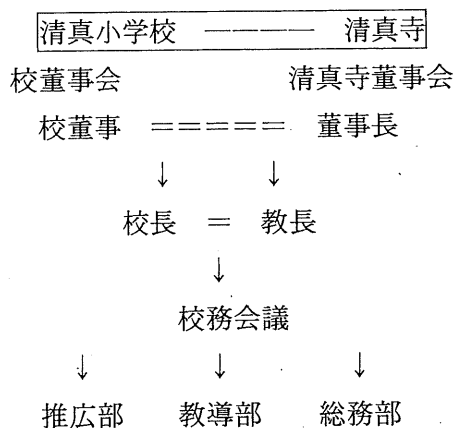 清真小学校 ―――― 清真寺
校董事会 清真寺董事会
校董事 ===== 董事長
↓ ↓
校長 = 教長
↓
校務会議
↓ ↓ ↓
推広部 教導部 総務部